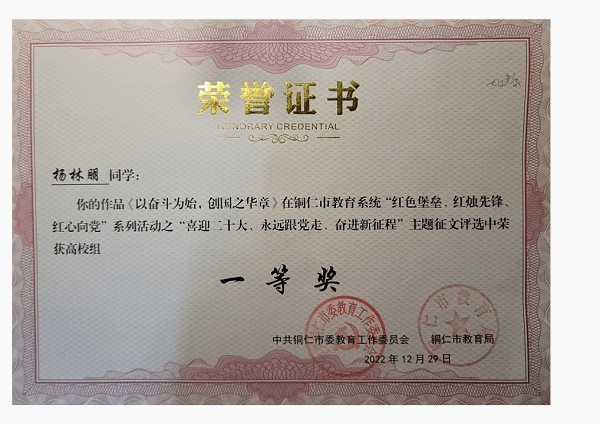 荣誉证书
HONORARY CREDENTIAL
杨林朋 同学:
你的作品《以奋斗为始，创国之华章》在铜仁市教育系统“红色堡垒、红烛先锋、
红心向党”系列活动之“喜迎二十大、永远跟党走、奋进新征程”主题征文评选中荣
获高校组
一等奖
中共铜仁市委教育工作委员会 铜仁市教育局
2022年12月29日